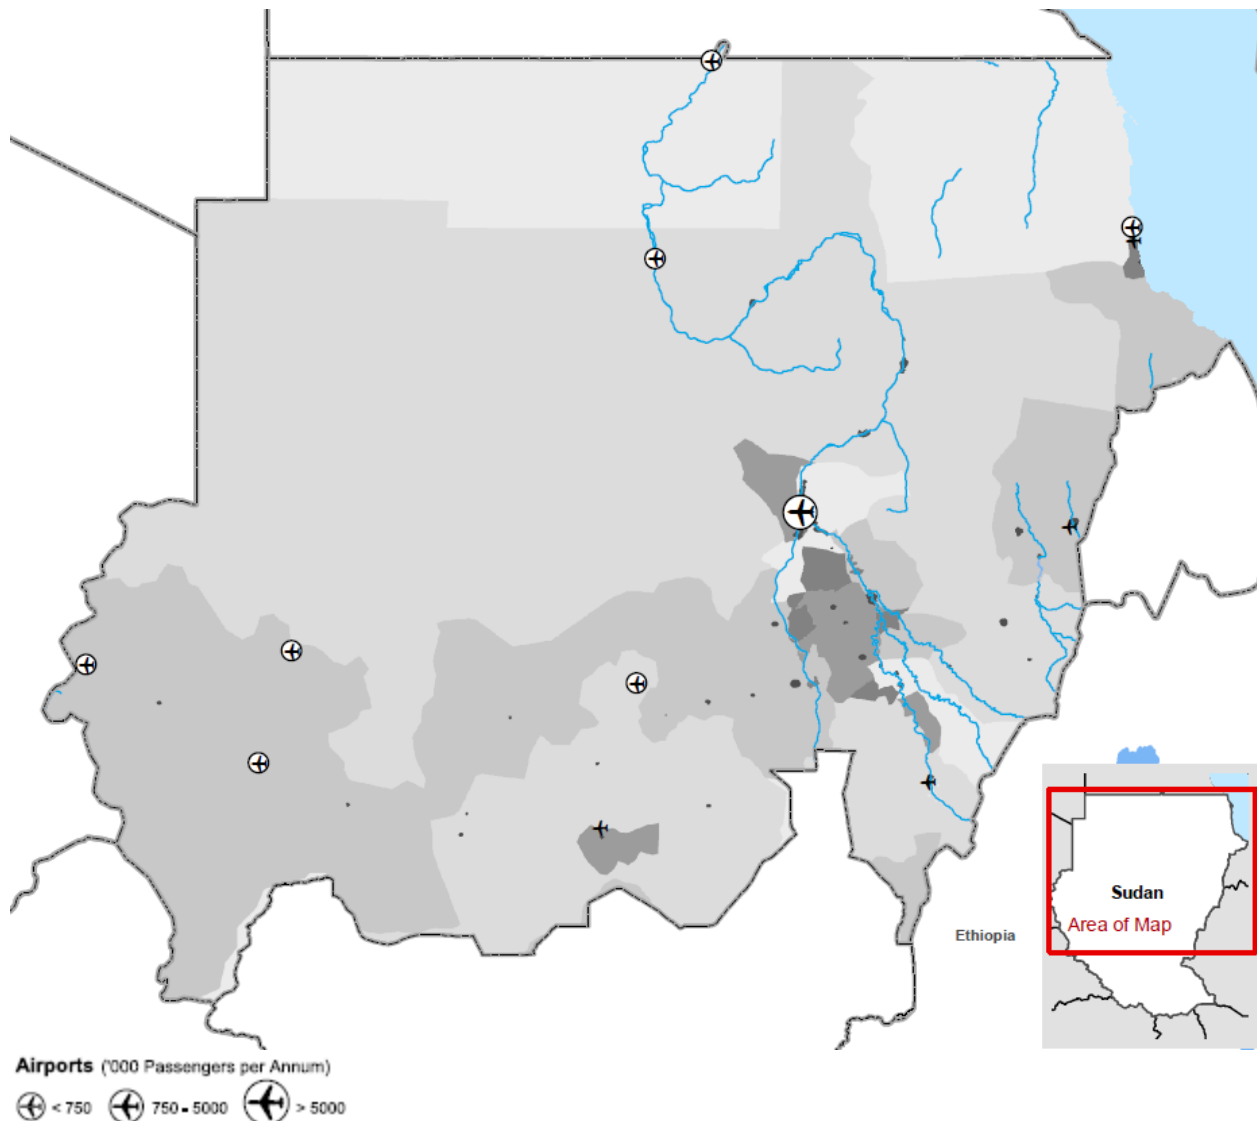 Ethiopia
Sudan
Area of Map
Airports ('000 Passengers per Annum)
< 750 750 - 5000 > 5000